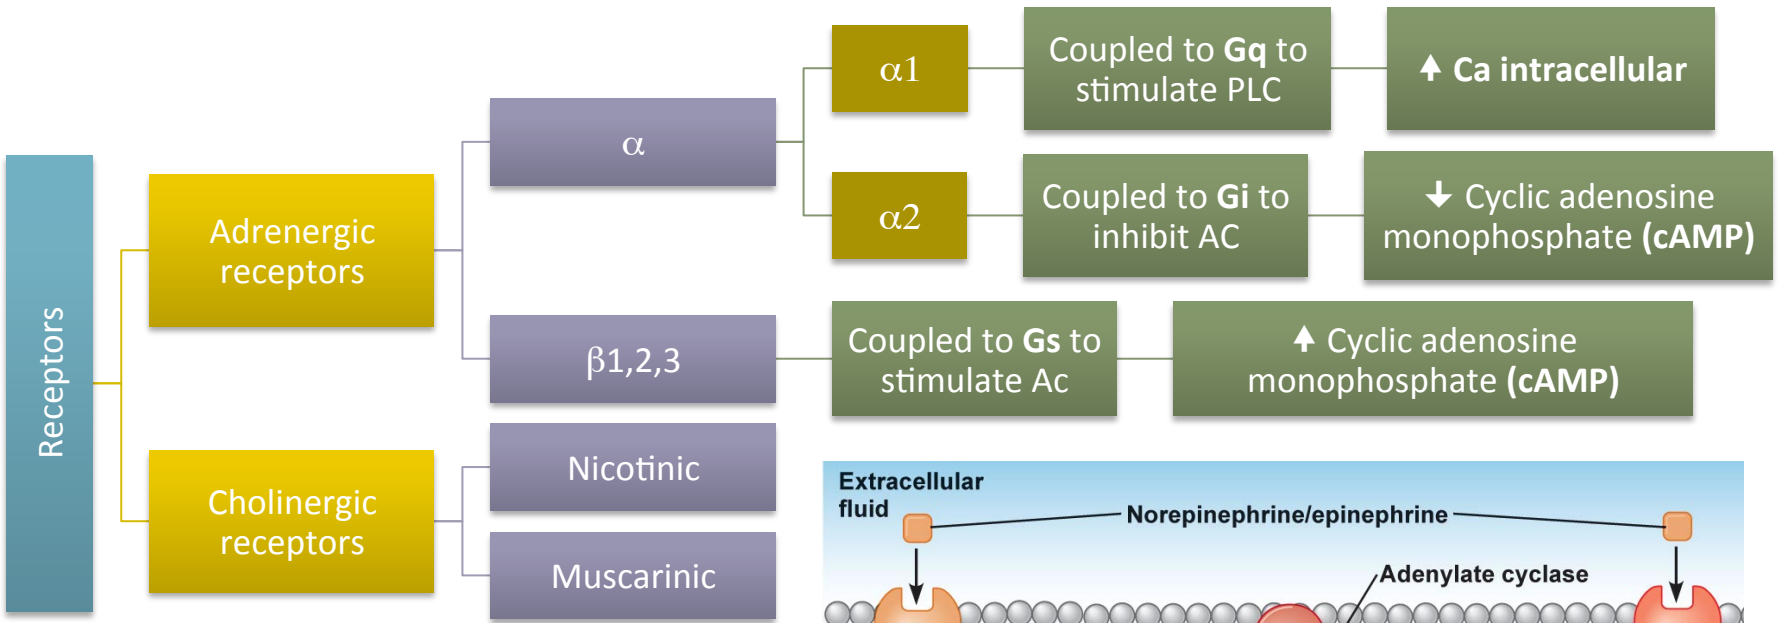 Receptors
Adrenergic
receptors
Cholinergic
receptors
α
β1,2,3
Nicotinic
Muscarinic
α1
α2
Coupled to Gq to
stimulate PLC
↑ Ca intracellular
Coupled to Gi to
inhibit AC
↓ Cyclic adenosine
monophosphate (cAMP)
Coupled to Gs to
stimulate Ac
↑ Cyclic adenosine
monophosphate (cAMP)
Extracellular
fluid
Norepinephrine/epinephrine
Adenylate cyclase